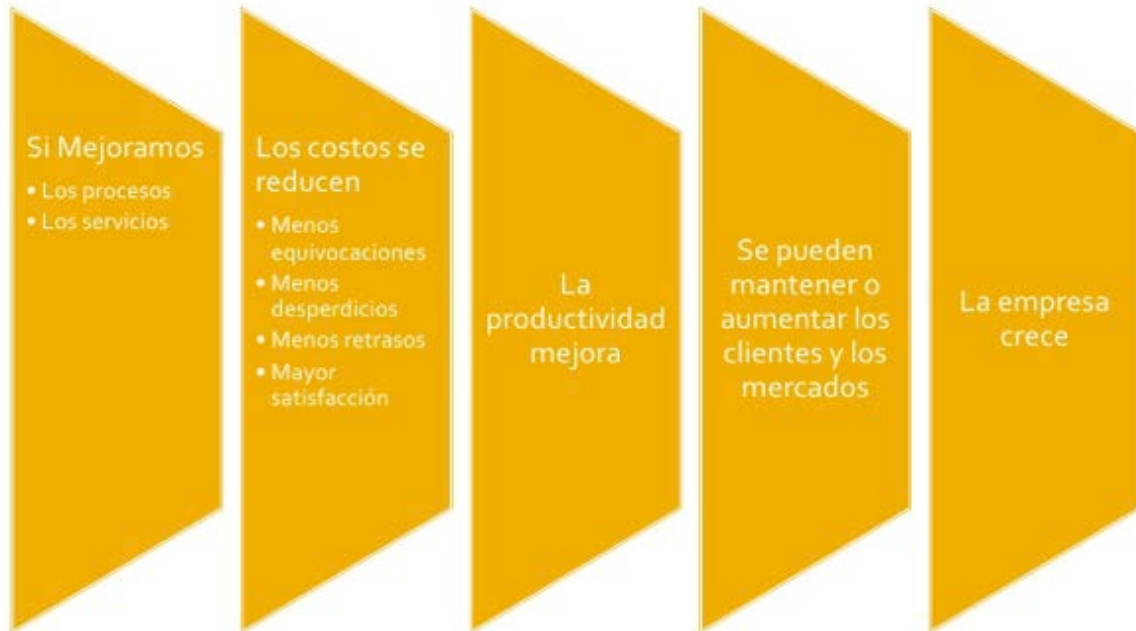 Si Mejoramos
• Los procesos
• Los servicios
Los costos se
reducen
• Menos
equivocaciones
• Menos
desperdicios
• Menos retrasos
• Mayor
satisfacción
La
productividad
mejora
Se pueden
mantener o
aumentar los
clientes y los
mercados
La empresa
crece